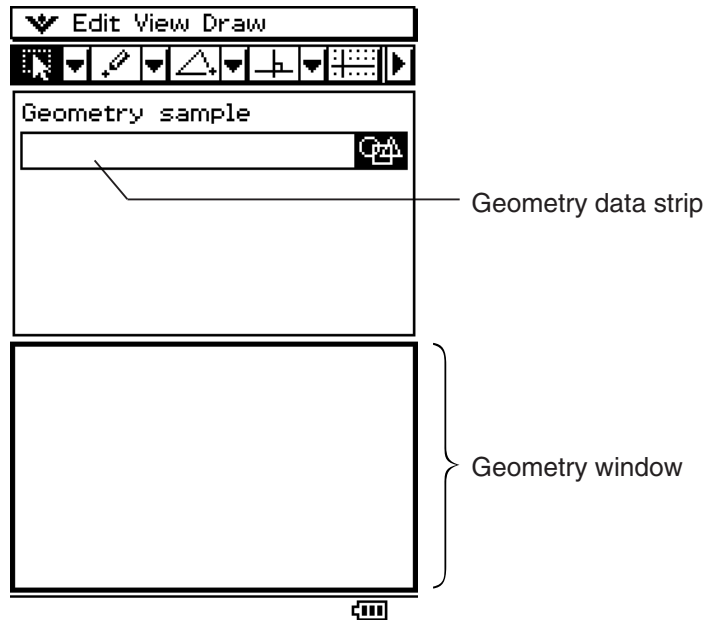 Edit View Draw
Geometry sample
Geometry data strip
Geometry window